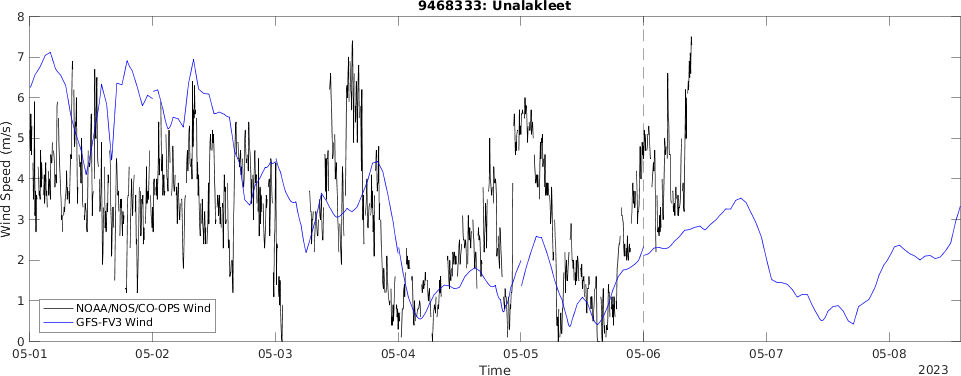 9468333: Unalakleet
8
7
6
5
4
3
2
1
0
Wind Speed (m/s)
NOAA/NOS/CO-OPS Wind
GFS-FV3 Wind
05-01 05-02 05-03 05-04 05-05 05-06 05-07 05-08
Time
2023